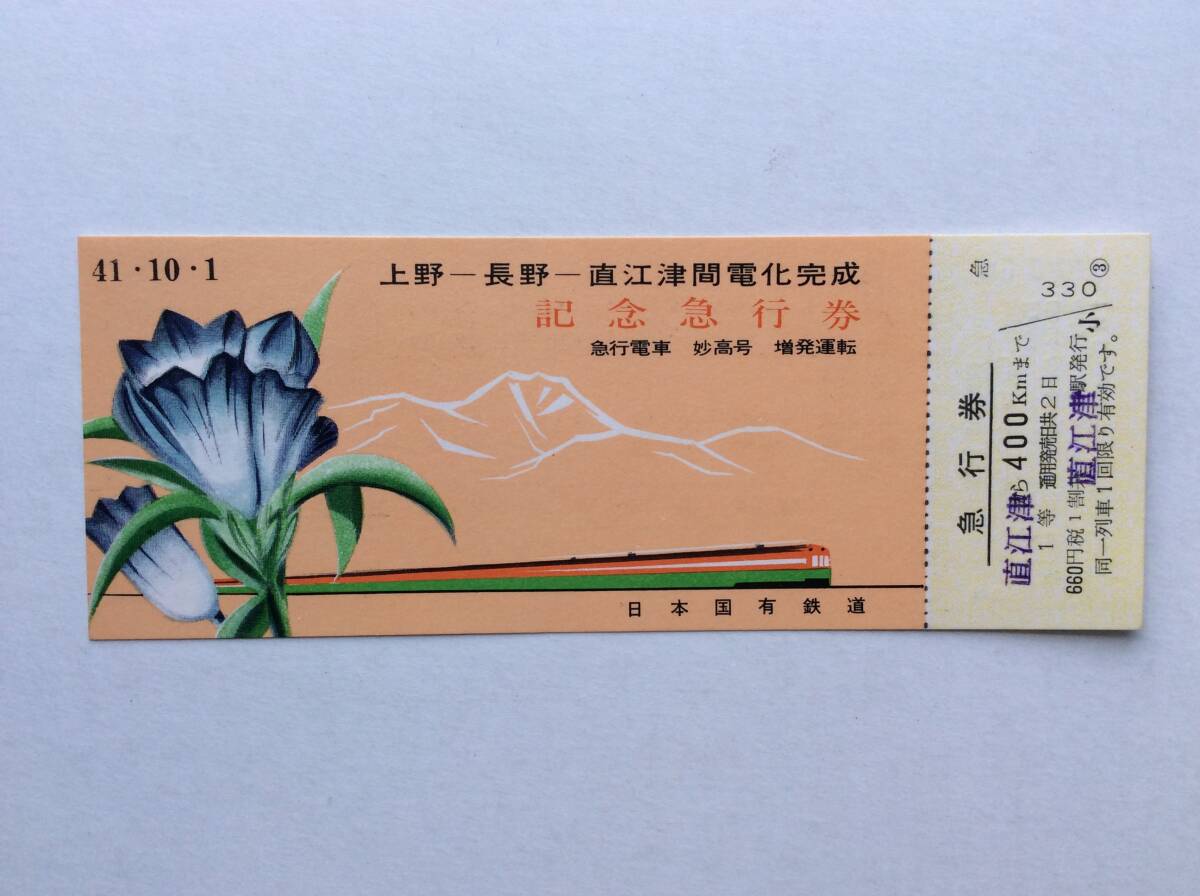 41・10・1
上野−長野−直江津間電化完成
記念急行券
急行電車 妙高号 増発運転
日本国有鉄道
急行券
直江津から400Kmまで
1等 通用発売日共2日
660円税1割共 直江津駅発行
同一列車1回限り有効です。
急
小
330
③